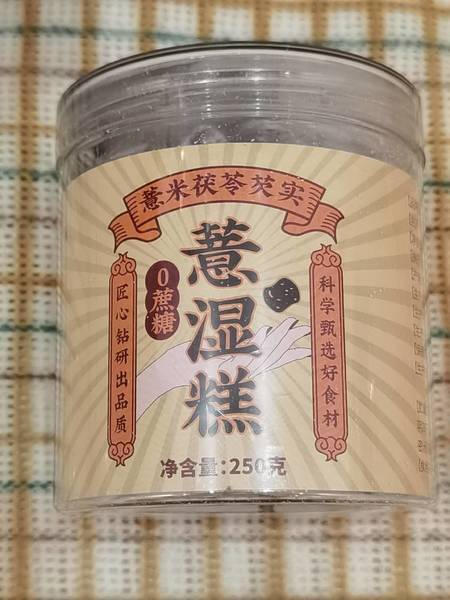 薏米茯苓芡实
0蔗糖
薏湿糕
匠心钻研出品质
科学甄选好食材
净含量:250克